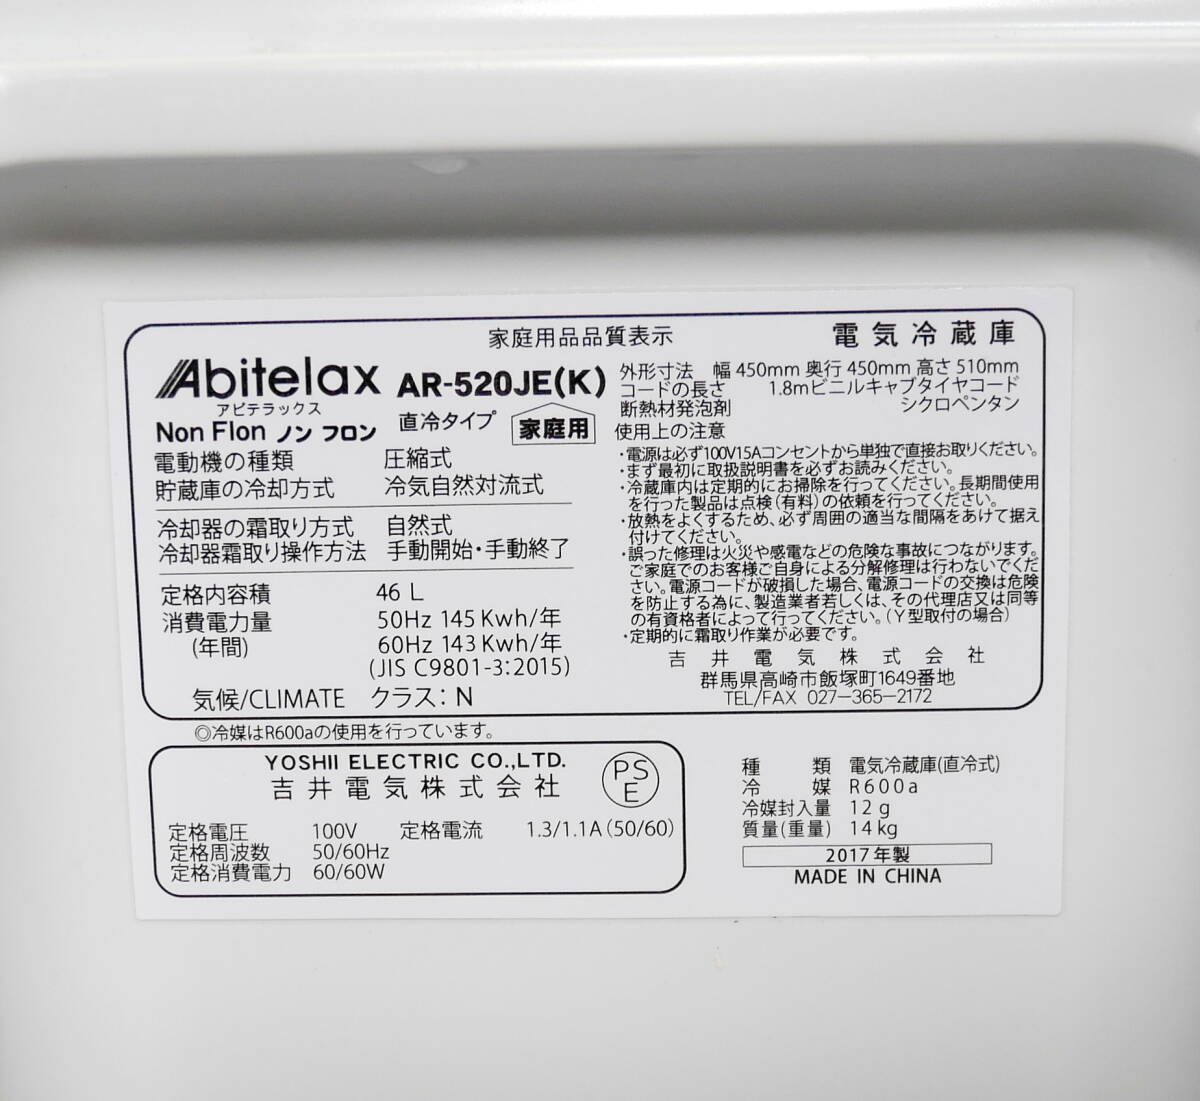 家庭用品品質表示
電気冷蔵庫
Abitelax AR-520JE(K)
アビテラックス
Non Flon ノン フロン 直冷タイプ 家庭用
電動機の種類 圧縮式
貯蔵庫の冷却方式 冷気自然対流式
冷却器の霜取り方式 自然式
冷却器霜取り操作方法 手動開始・手動終了
定格内容積 46 L
消費電力量 50Hz 145 Kwh/年
(年間) 60Hz 143 Kwh/年
(JIS C9801-3:2015)
気候/CLIMATE クラス: N
外形寸法 幅 450mm 奥行 450mm 高さ 510mm
コードの長さ 1.8mビニルキャブタイヤコード
断熱材発泡剤 シクロペンタン
使用上の注意
・電源は必ず100V15Aコンセントから単独で直接お取りください。
・まず最初に取扱説明書を必ずお読みください。
・冷蔵庫内は定期的にお掃除を行ってください。長期間使用
を行った製品は点検(有料)の依頼を行ってください。
・放熱をよくするため、必ず周囲の適当な間隔をあけて据え
付けてください。
・誤った修理は火災や感電などの危険な事故につながります。
ご家庭でのお客様ご自身による分解修理は行わないでくだ
さい。電源コードが破損した場合、電源コードの交換は危険
を防止する為に、製造業者若しくは、その代理店又は同等
の有資格者によって行ってください。(Y型取付の場合)
・定期的に霜取り作業が必要です。
吉井電気株式会社
群馬県高崎市飯塚町1649番地
TEL/FAX 027-365-2172
◎冷媒はR600aの使用を行っています。
YOSHII ELECTRIC CO.,LTD.
吉井電気株式会社
PS
E
定格電圧 100V 定格電流 1.3/1.1A(50/60)
定格周波数 50/60Hz
定格消費電力 60/60W
種類 電気冷蔵庫(直冷式)
冷媒 R600a
冷媒封入量 12g
質量(重量) 14kg
2017年製
MADE IN CHINA